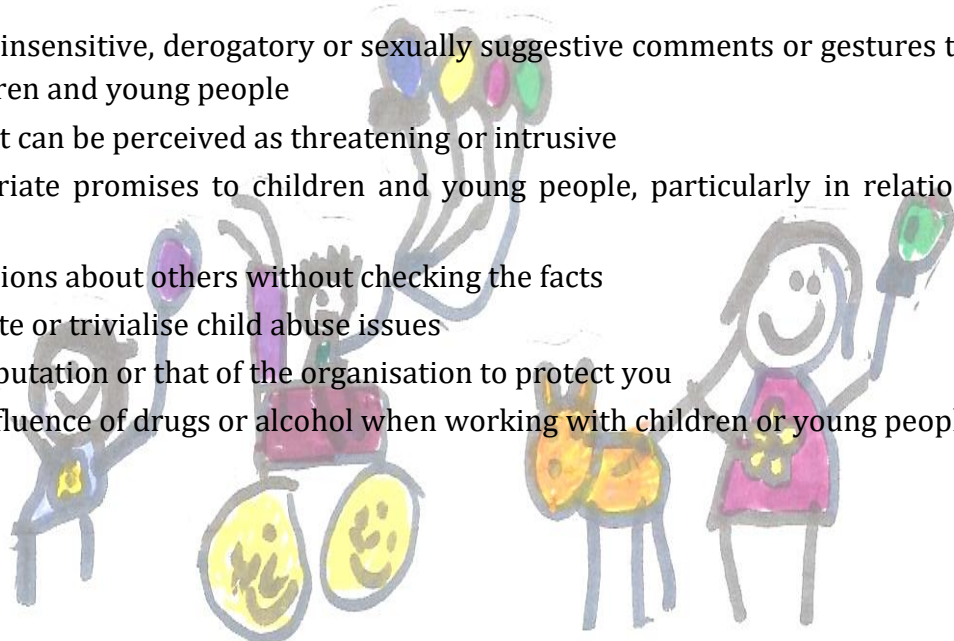 insensitive, derogatory or sexually suggestive comments or gestures t
ren and young people
t can be perceived as threatening or intrusive
riate promises to children and young people, particularly in relatio
ions about others without checking the facts
te or trivialise child abuse issues
putation or that of the organisation to protect you
fluence of drugs or alcohol when working with children or young peopl